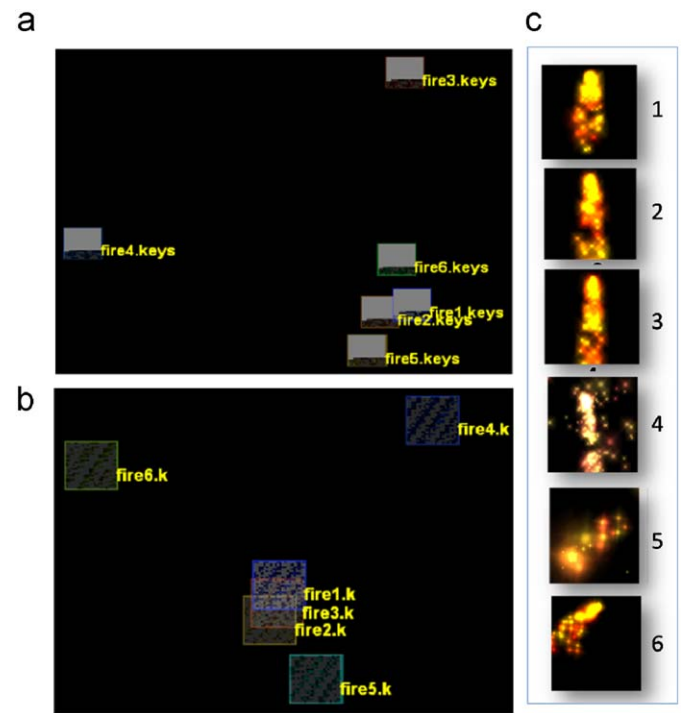 a
fire3.keys
fire4.keys
fire6.keys
fire1.keys
fire2.keys
fire5.keys
b
fire4.k
fire6.k
fire1.k
fire3.k
fire2.k
fire5.k
c
1
2
3
4
5
6